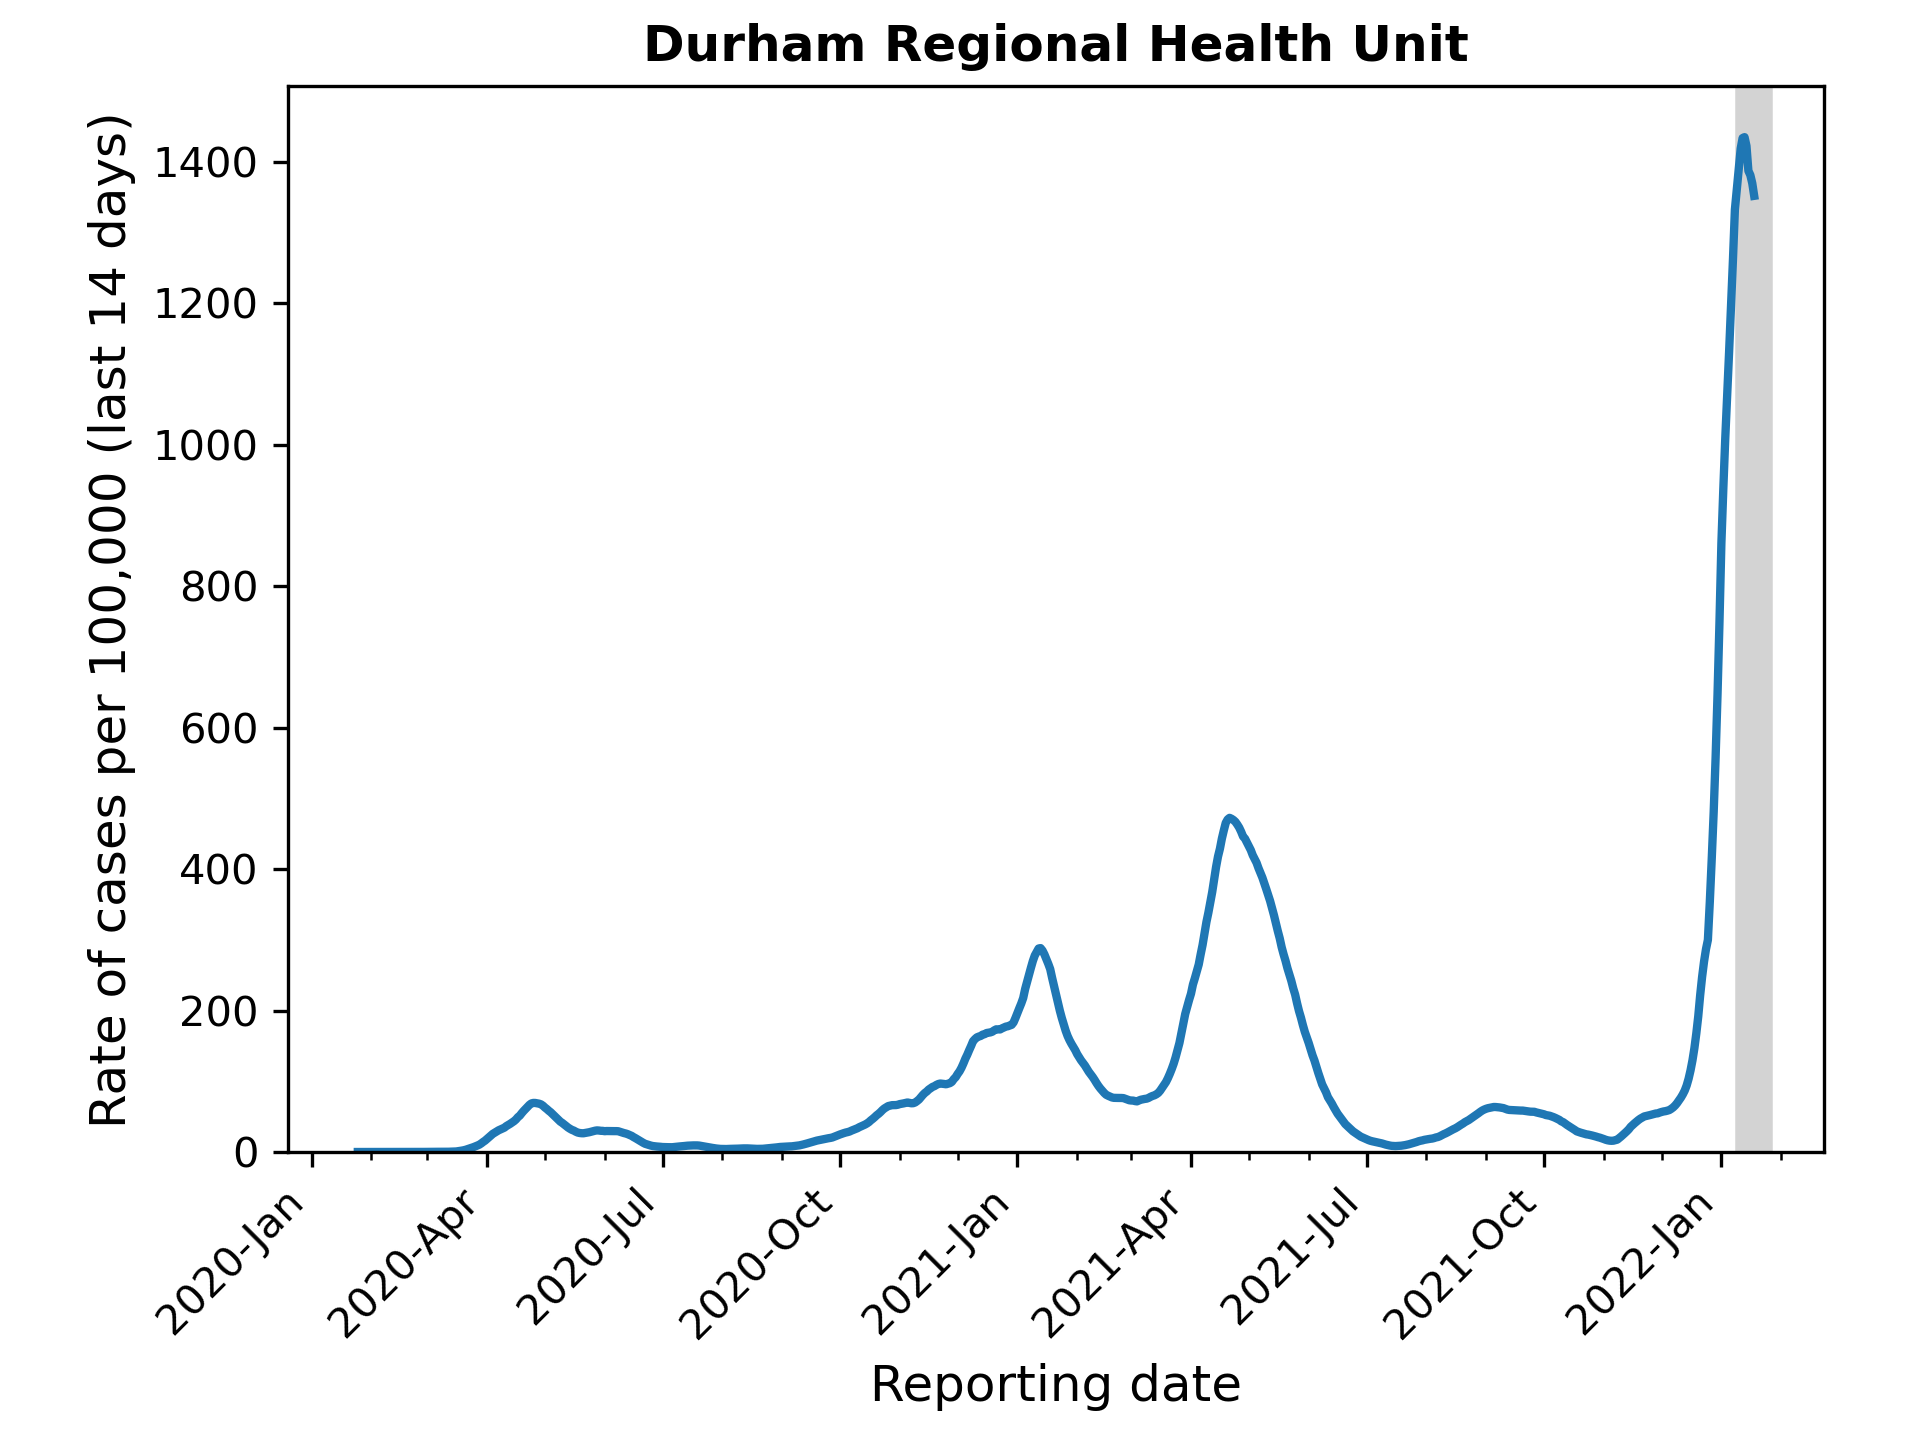 Durham Regional Health Unit
Rate of cases per 100,000 (last 14 days)
1400
1200
1000
800
600
400
200
0
2020-Jan
2020-Apr
2020-Jul
2020-Oct
2021-Jan
2021-Apr
2021-Jul
2021-Oct
2022-Jan
Reporting date